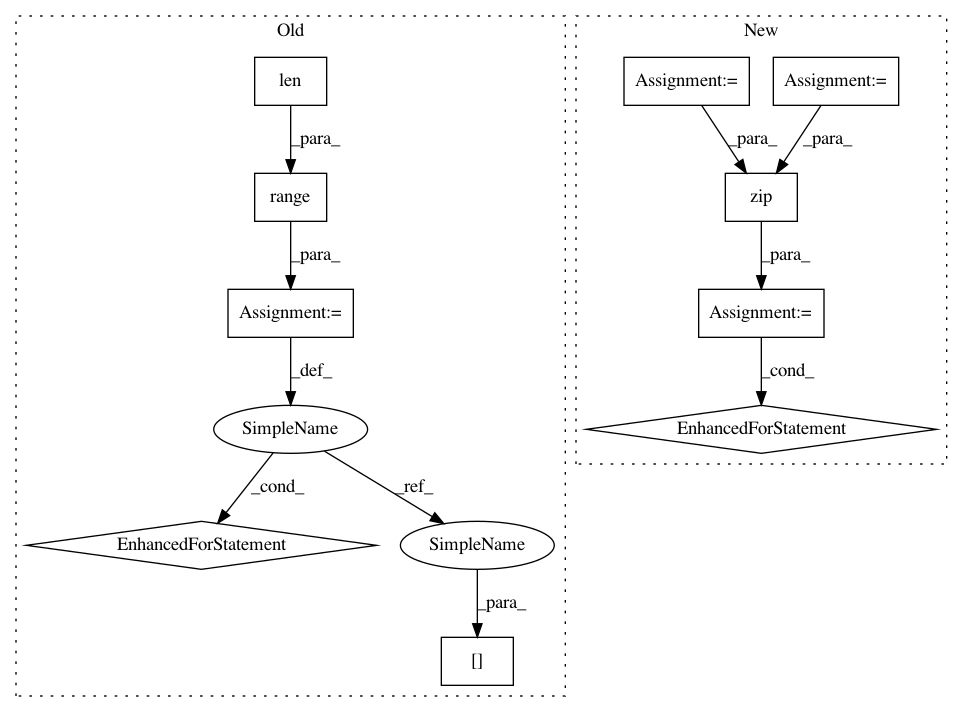 Old
New
len
Assignment:=
Assignment:=
_para_
_para_
_para_
range
zip
_para_
_para_
Assignment:=
Assignment:=
_def_
_cond_
SimpleName
EnhancedForStatement
_cond_
_ref_
EnhancedForStatement
SimpleName
_para_
[]